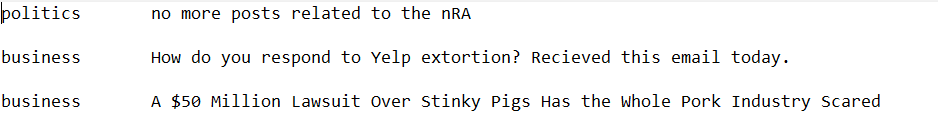 politics no more posts related to the nRA
business How do you respond to Yelp extortion? Recieved this email today.
business A $50 Million Lawsuit Over Stinky Pigs Has the Whole Pork Industry Scared